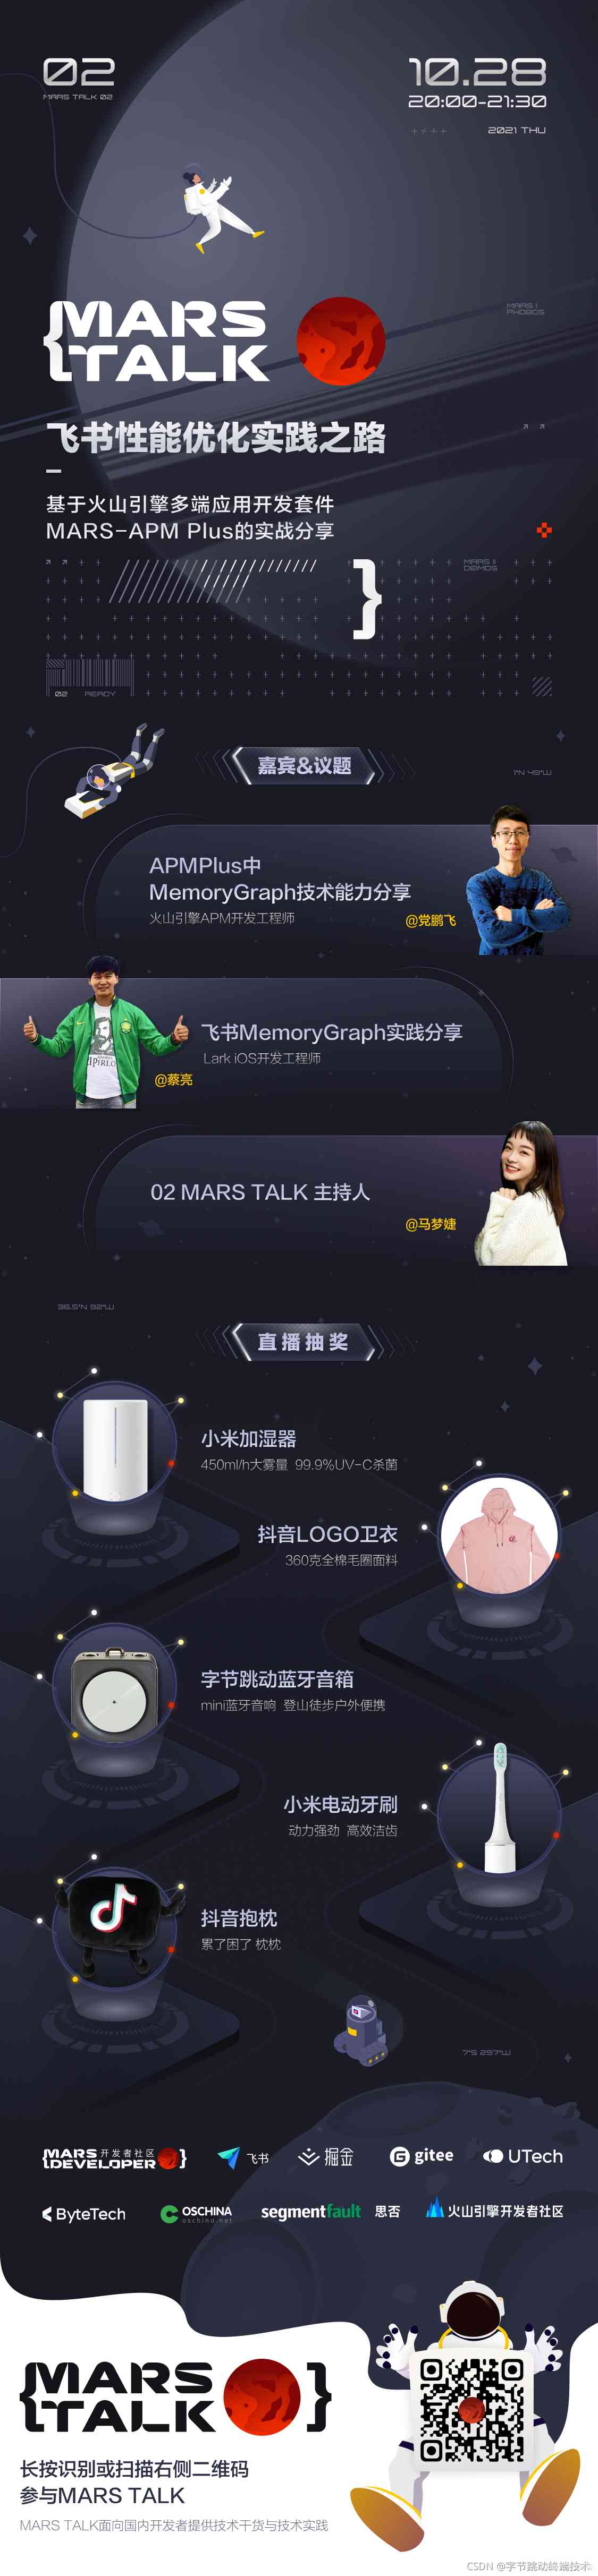 02
MARS TALK 02
10.28
20:00-21:30
2021 THU
MARS I
PHOBOS
{MARS
TALK
飞书性能优化实践之路
基于火山引擎多端应用开发套件
MARS-APM Plus的实战分享
MARS II
DEIMOS
}
02 READY
嘉宾&议题
1°N 49°W
APMPlus中
MemoryGraph技术能力分享
火山引擎APM开发工程师
@党鹏飞
飞书MemoryGraph实践分享
Lark iOS开发工程师
@蔡亮
02 MARS TALK 主持人
@马梦婕
36.5°N 92°W
直播抽奖
小米加湿器
450ml/h大雾量 99.9%UV-C杀菌
抖音LOGO卫衣
360克全棉毛圈面料
字节跳动蓝牙音箱
mini蓝牙音响 登山徒步户外便携
小米电动牙刷
动力强劲 高效洁齿
抖音抱枕
累了困了 枕枕
7°S 297°W
{MARS 开发者社区
DEVELOPER }
飞书
掘金
gitee
UTech
ByteTech
OSCHINA
oschina.net
segmentfault 思否
火山引擎开发者社区
{MARS
TALK }
长按识别或扫描右侧二维码
参与MARS TALK
MARS TALK面向国内开发者提供技术干货与技术实践
CSDN @字节跳动终端技术